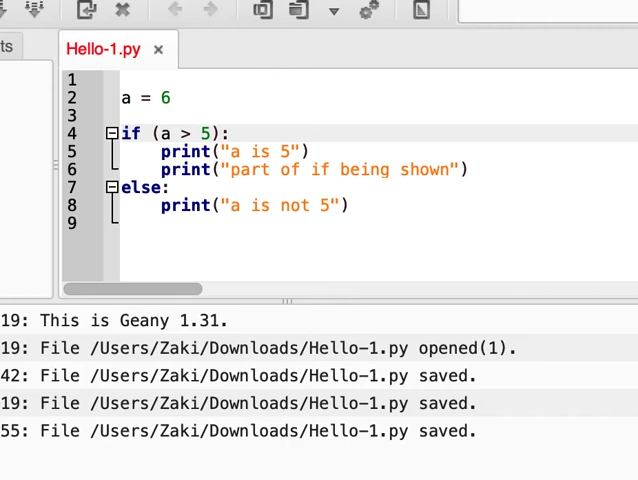 ts
Hello-1.py
1
2 a = 6
3
4 if (a > 5):
5 print("a is 5")
6 print("part of if being shown")
7 else:
8 print("a is not 5")
9
19: This is Geany 1.31.
19: File /Users/Zaki/Downloads/Hello-1.py opened(1).
42: File /Users/Zaki/Downloads/Hello-1.py saved.
19: File /Users/Zaki/Downloads/Hello-1.py saved.
55: File /Users/Zaki/Downloads/Hello-1.py saved.